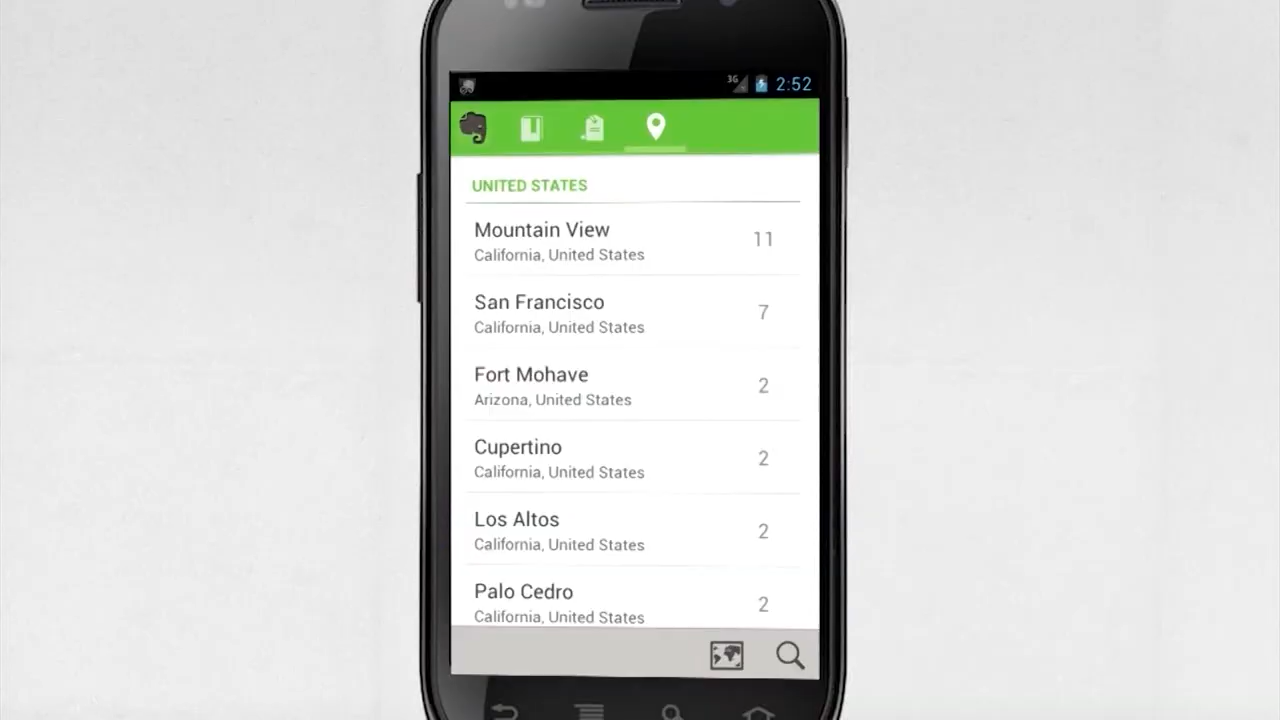 3G 2:52
UNITED STATES
Mountain View
California, United States
11
San Francisco
California, United States
7
Fort Mohave
Arizona, United States
2
Cupertino
California, United States
2
Los Altos
California, United States
2
Palo Cedro
California, United States
2